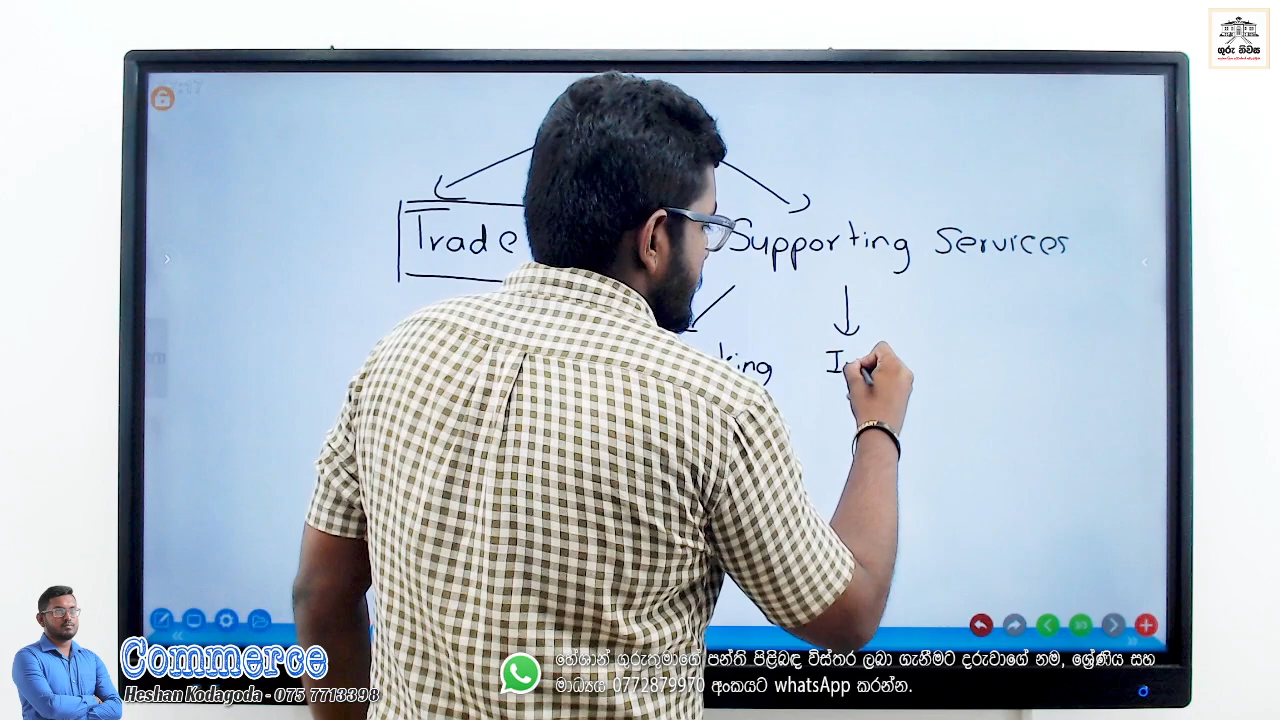 ගුරු නිවස
Trade
Supporting Services
king
I
Commerce
Heshan Kodagoda - 075 7713398
හේශාන් ගුරුතුමාගේ පන්ති පිළිබඳ විස්තර ලබා ගැනීමට දරුවාගේ නම, ශ්‍රේණිය සහ
මාධ්‍යය 0772879970 අංකයට whatsApp කරන්න.